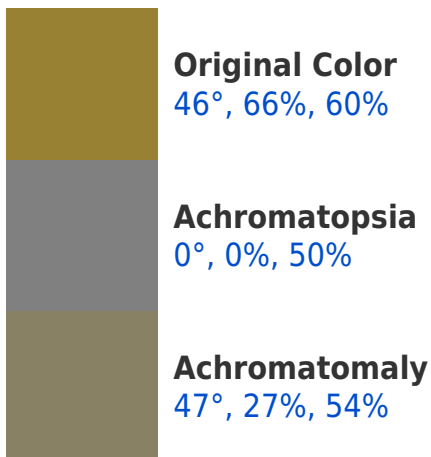 Original Color
46°, 66%, 60%
Achromatopsia
0°, 0%, 50%
Achromatomaly
47°, 27%, 54%